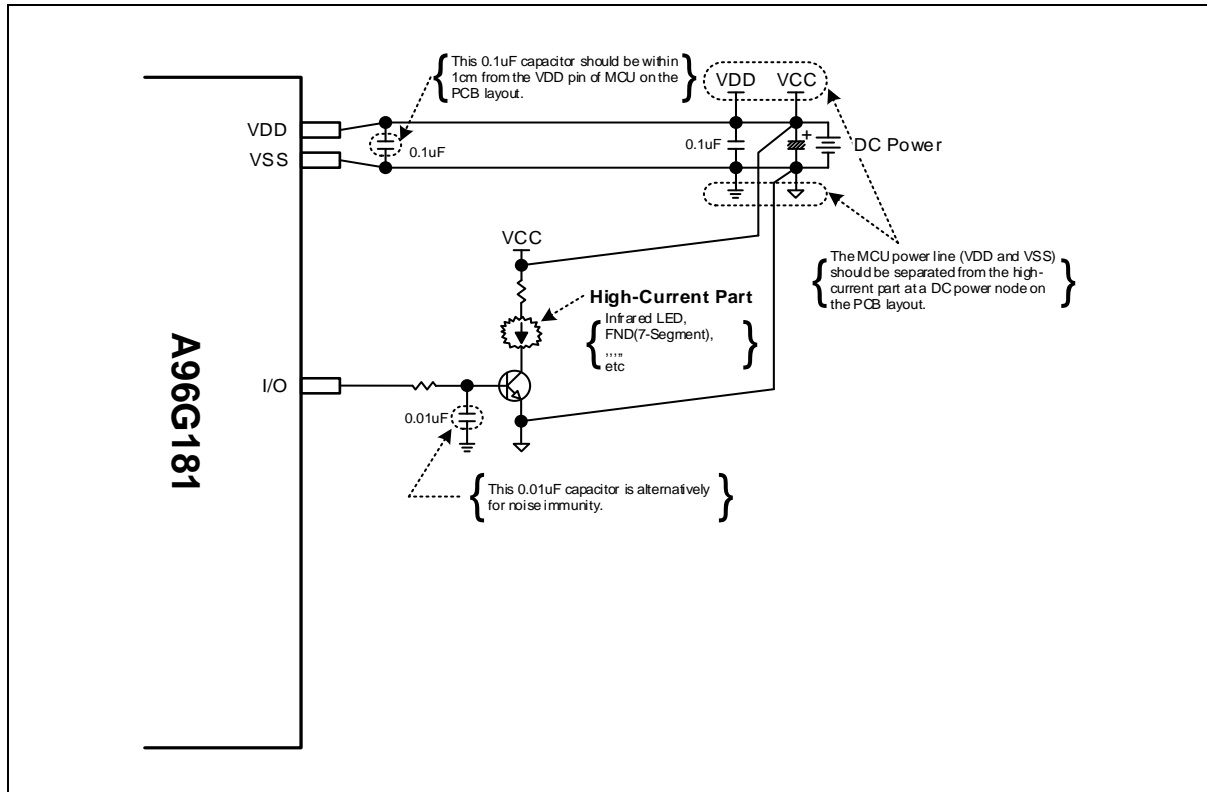 This 0.1uF capacitor should be within
1cm from the VDD pin of MCU on the
PCB layout.
VDD VCC
VDD
VSS
0.1uF
0.1uF
+
DC Power
The MCU power line (VDD and VSS)
should be separated from the high-
current part at a DC power node on
the PCB layout.
VCC
High-Current Part
Infrared LED,
FND(7-Segment),
,,,,,
etc
A96G181
I/O
0.01uF
This 0.01uF capacitor is alternatively
for noise immunity.